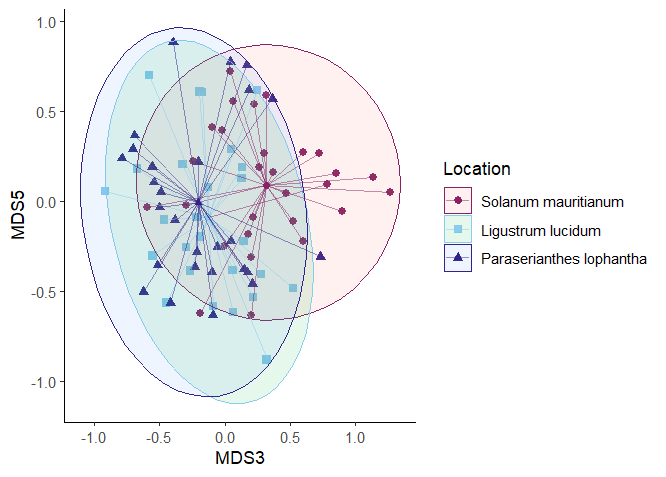 1.0
0.5
0.0
-0.5
-1.0
MDS5
-1.0 -0.5 0.0 0.5 1.0
MDS3
Location
Solanum mauritianum
Ligustrum lucidum
Paraserianthes lophantha